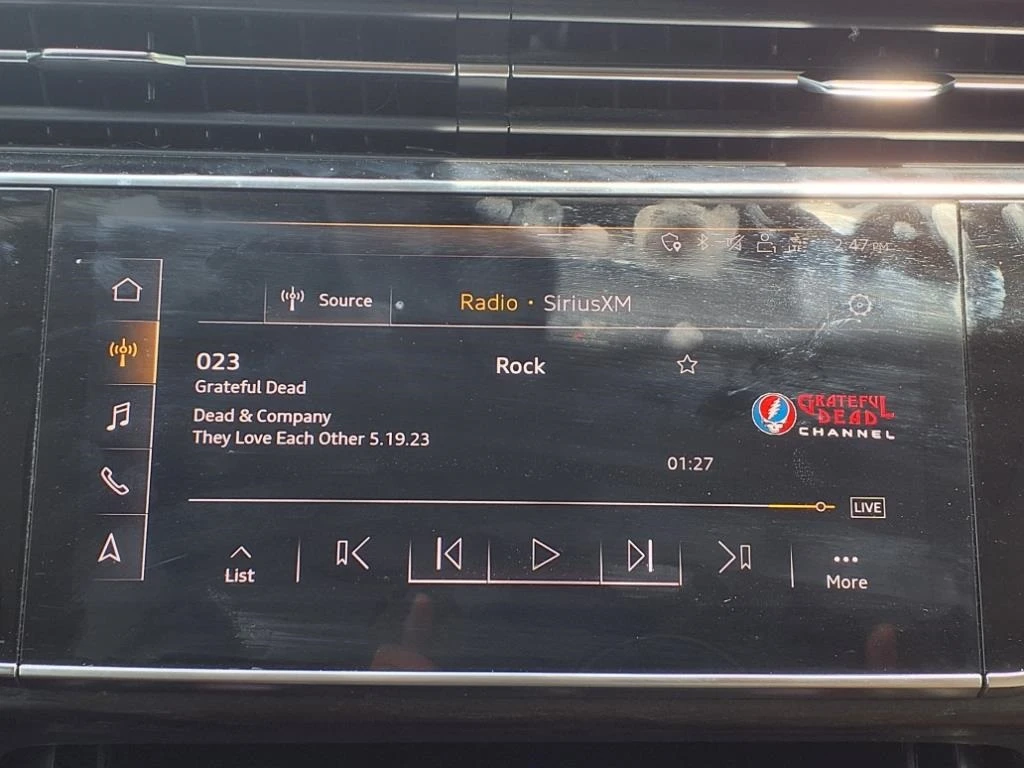 2:47 PM
Source
Radio • SiriusXM
023
Rock
Grateful Dead
Dead & Company
They Love Each Other 5.19.23
GRATEFUL
DEAD
CHANNEL
01:27
LIVE
List
More